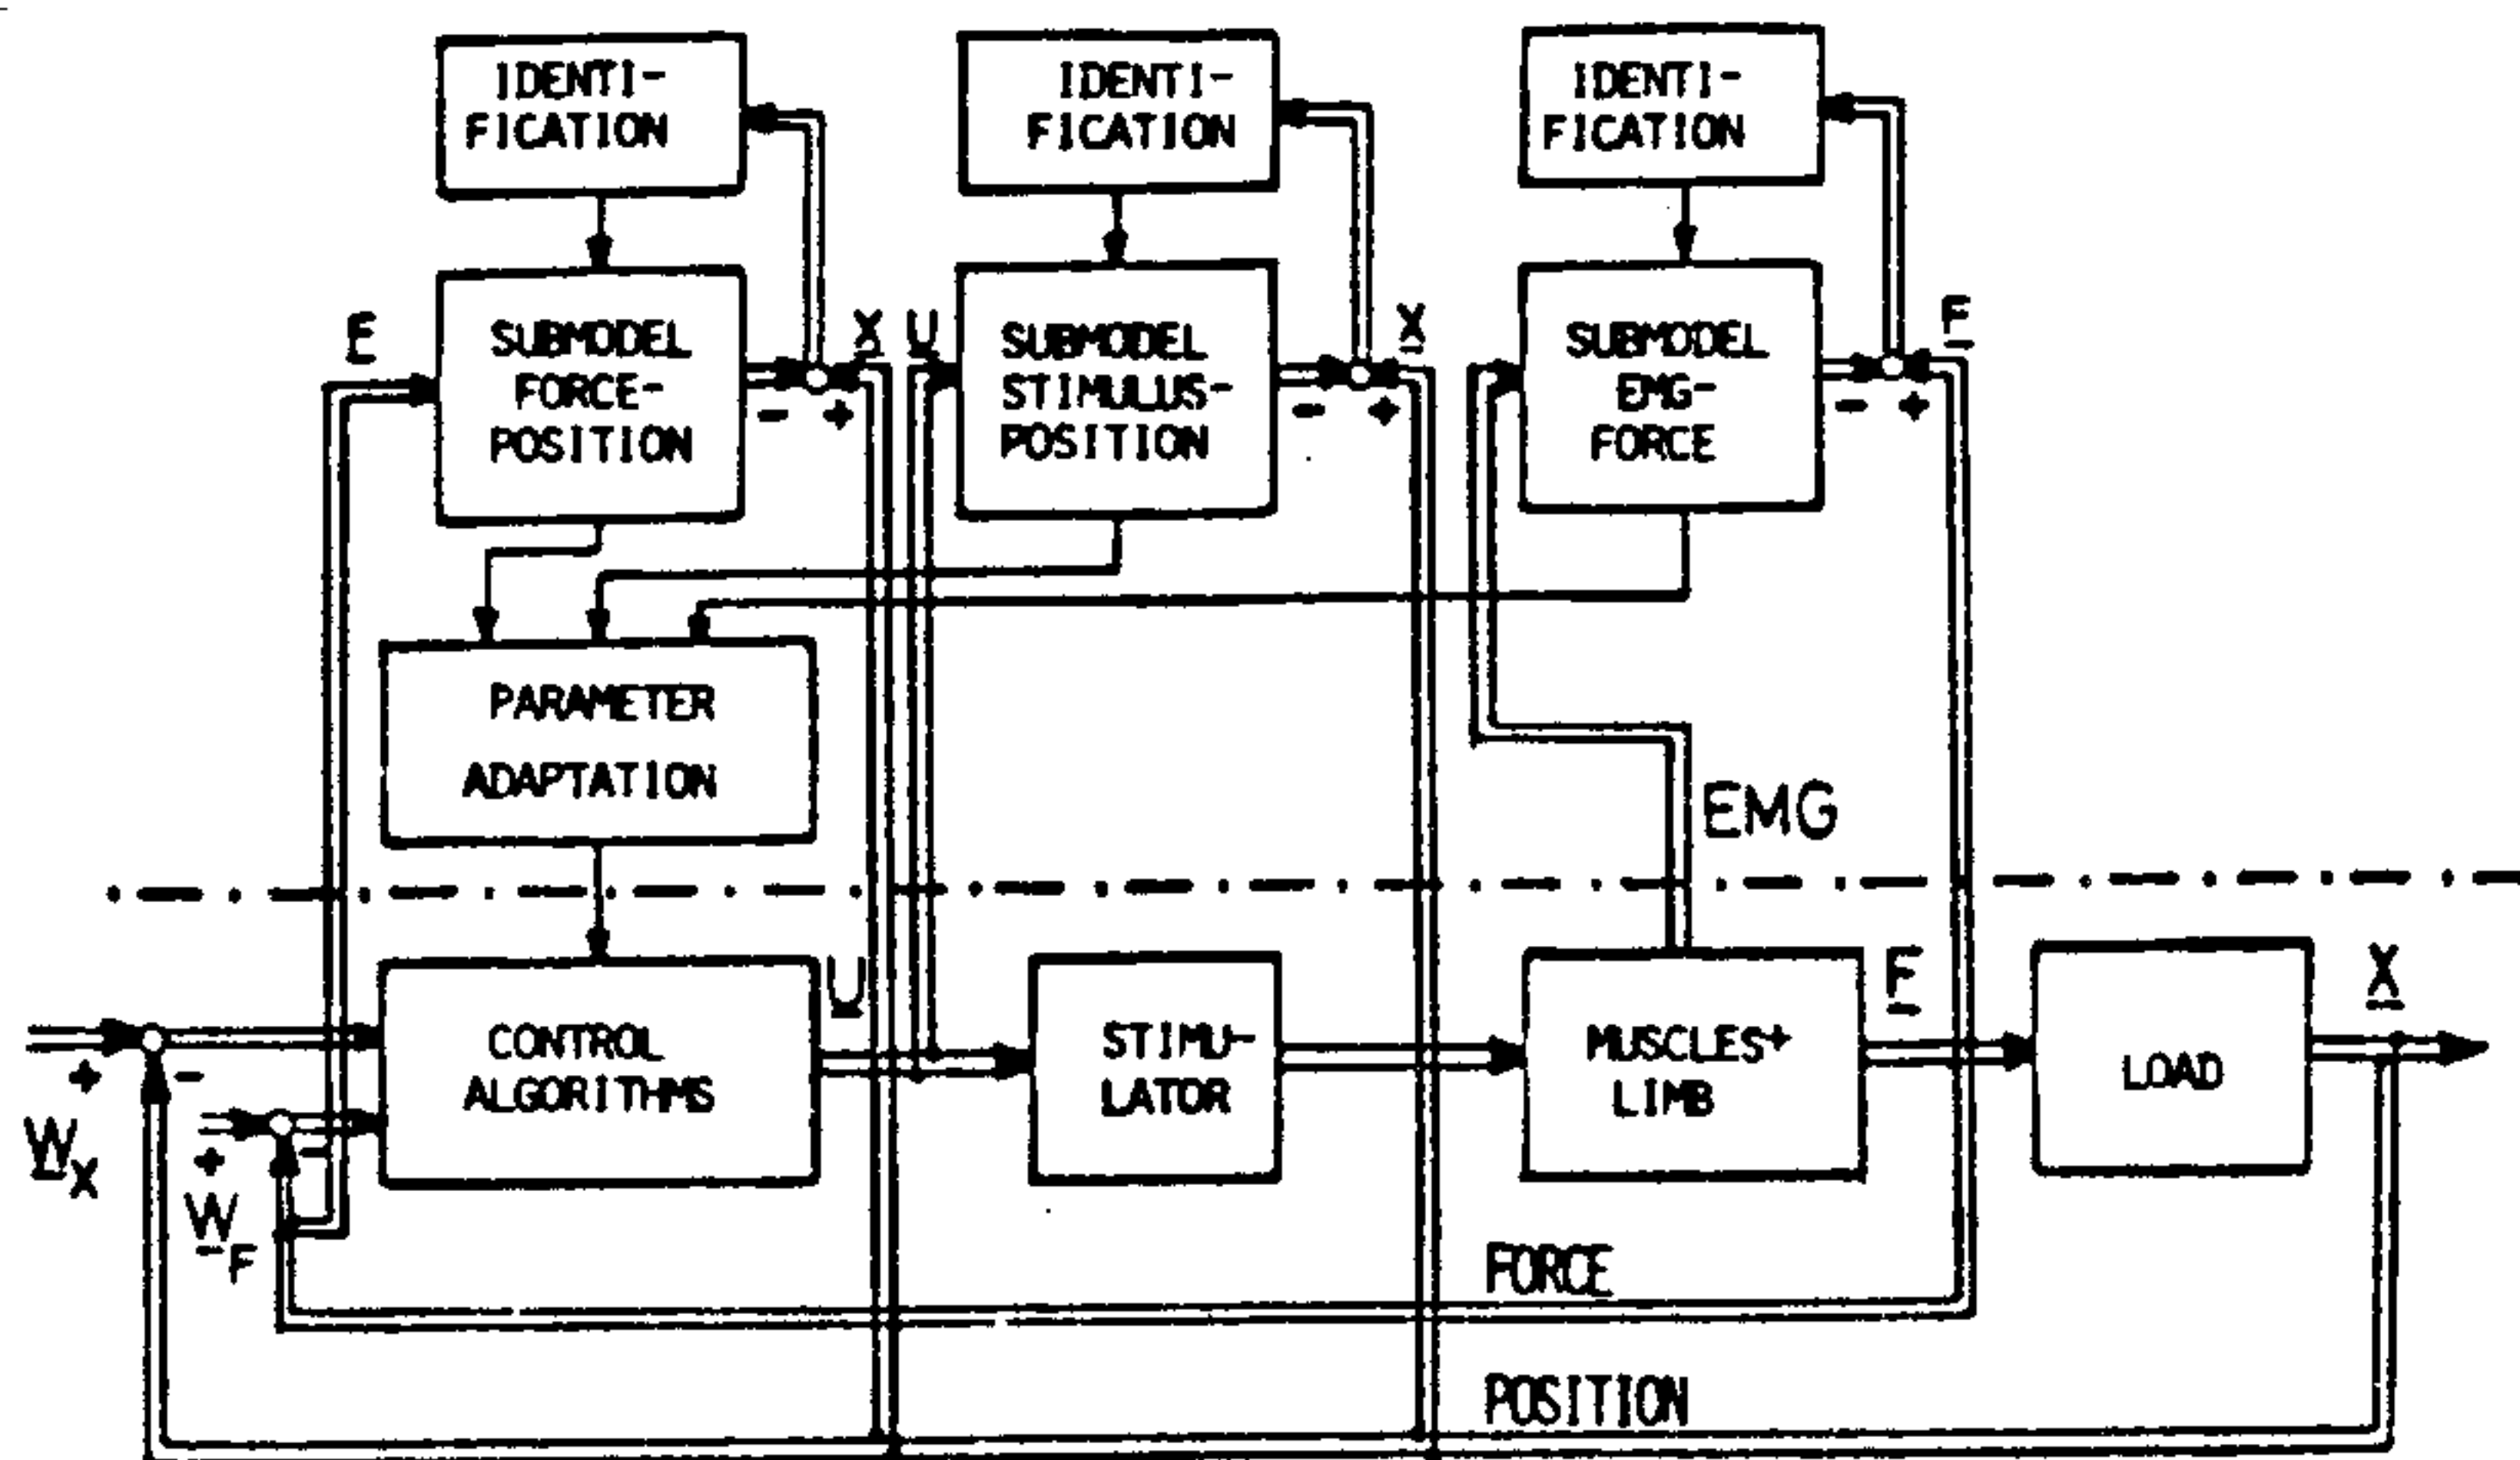 IDENTI-
FICATION
IDENTI-
FICATION
IDENTI-
FICATION
F
SUBMODEL
FORCE-
POSITION
-
+
X
U
SUBMODEL
STIMULUS-
POSITION
-
+
X
SUBMODEL
EMG-
FORCE
-
+
F
PARAMETER
ADAPTATION
EMG
CONTROL
ALGORITHMS
U
STIMU-
LATOR
MUSCLES+
LIMB
F
LOAD
X
+
-
W
X
+
-
W
F
FORCE
POSITION